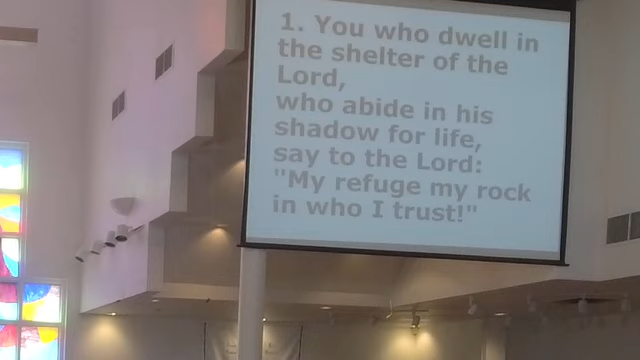 1. You who dwell in
the shelter of the
Lord,
who abide in his
shadow for life,
say to the Lord:
"My refuge my rock
in who I trust!"